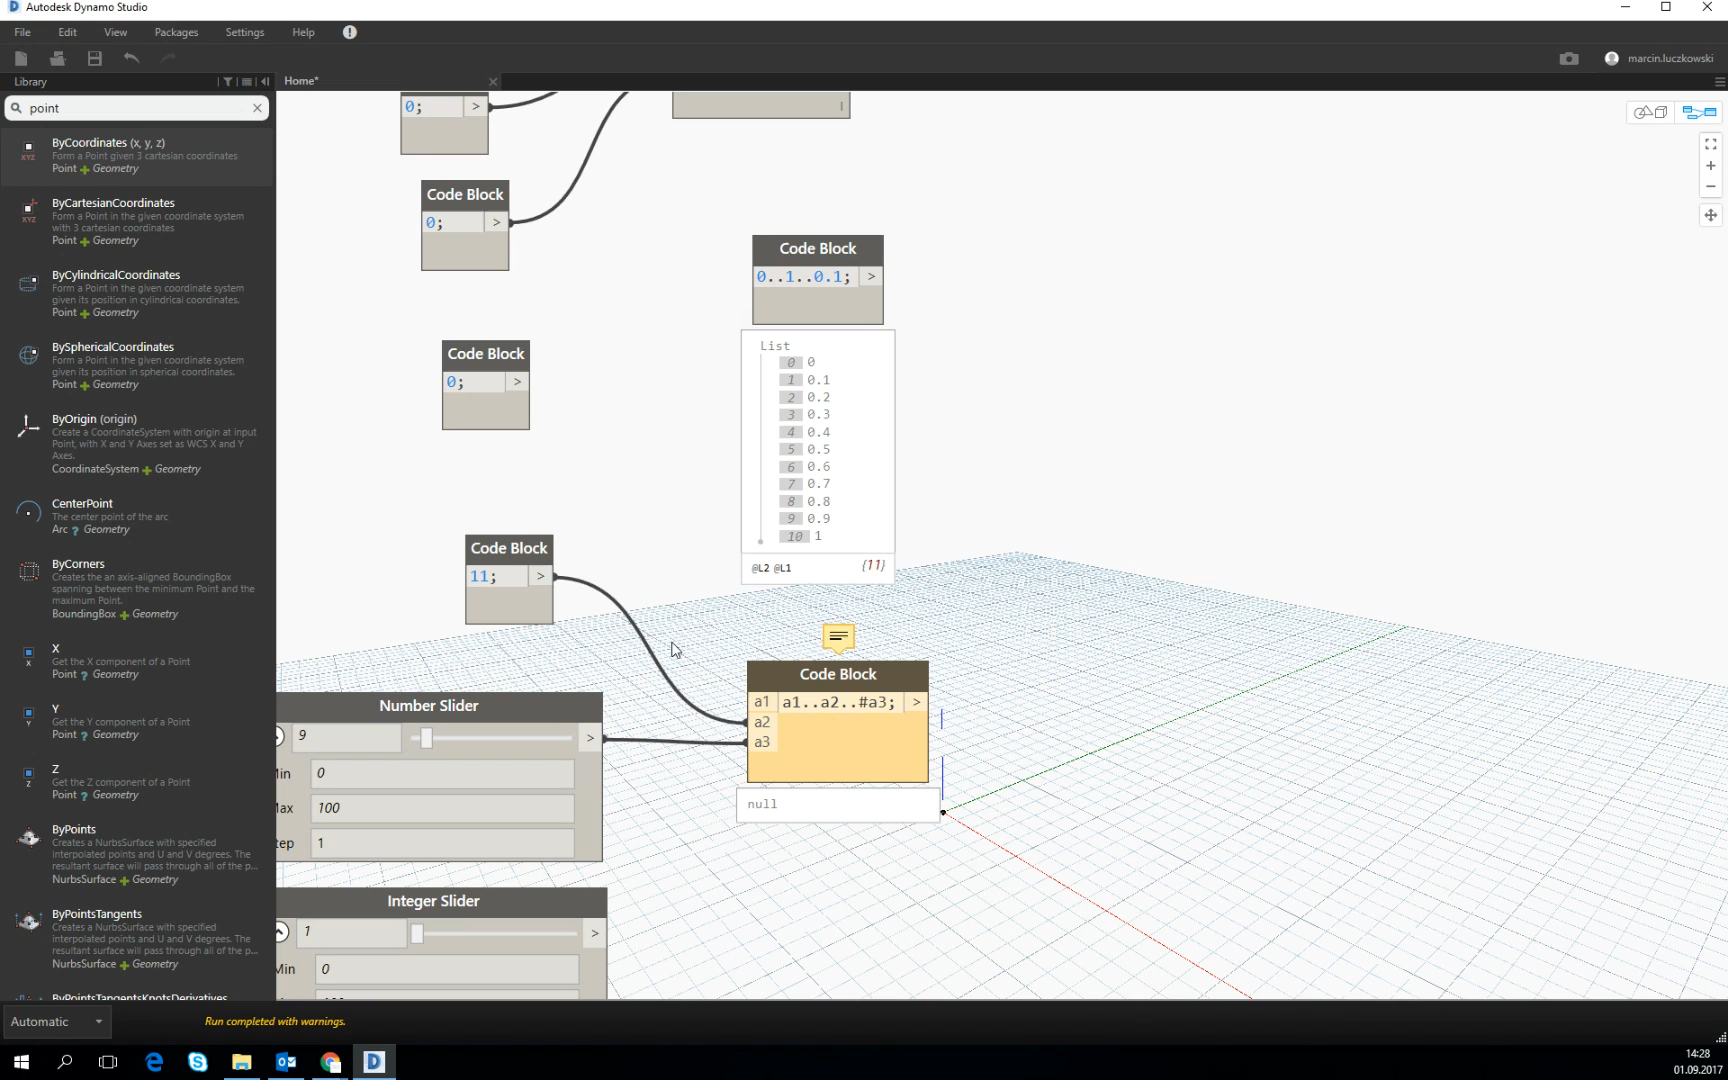 Autodesk Dynamo Studio
File Edit View Packages Settings Help !
marcin.luczkowski
Library
Home*
point
ByCoordinates (x, y, z)
Form a Point given 3 cartesian coordinates
Point + Geometry
ByCartesianCoordinates
Form a Point in the given coordinate system
with 3 cartesian coordinates
Point + Geometry
ByCylindricalCoordinates
Form a Point in the given coordinate system
given its position in cylindrical coordinates.
Point + Geometry
BySphericalCoordinates
Form a Point in the given coordinate system
given its position in spherical coordinates.
Point + Geometry
ByOrigin (origin)
Create a CoordinateSystem with origin at input
Point, with X and Y Axes set as WCS X and Y
Axes.
CoordinateSystem + Geometry
CenterPoint
The center point of the arc
Arc ? Geometry
ByCorners
Creates the an axis-aligned BoundingBox
spanning between the minimum Point and the
maximum Point.
BoundingBox + Geometry
X
Get the X component of a Point
Point ? Geometry
Y
Get the Y component of a Point
Point ? Geometry
Z
Get the Z component of a Point
Point ? Geometry
ByPoints
Creates a NurbsSurface with specified
interpolated points and U and V degrees. The
resultant surface will pass through all of the p...
NurbsSurface + Geometry
ByPointsTangents
Creates a NurbsSurface with specified
interpolated points and U and V degrees. The
resultant surface will pass through all of the p...
NurbsSurface + Geometry
ByPointsTangentsKnotsDerivatives
0; >
Code Block
0; >
Code Block
0; >
Code Block
11; >
Code Block
0..1..0.1; >
List
0 0
1 0.1
2 0.2
3 0.3
4 0.4
5 0.5
6 0.6
7 0.7
8 0.8
9 0.9
10 1
@L2 @L1 {11}
Code Block
a1 a1..a2..#a3; >
a2
a3
null
Number Slider
9 >
in 0
ax 100
tep 1
Integer Slider
1 >
Min 0
Automatic
Run completed with warnings.
14:28
01.09.2017